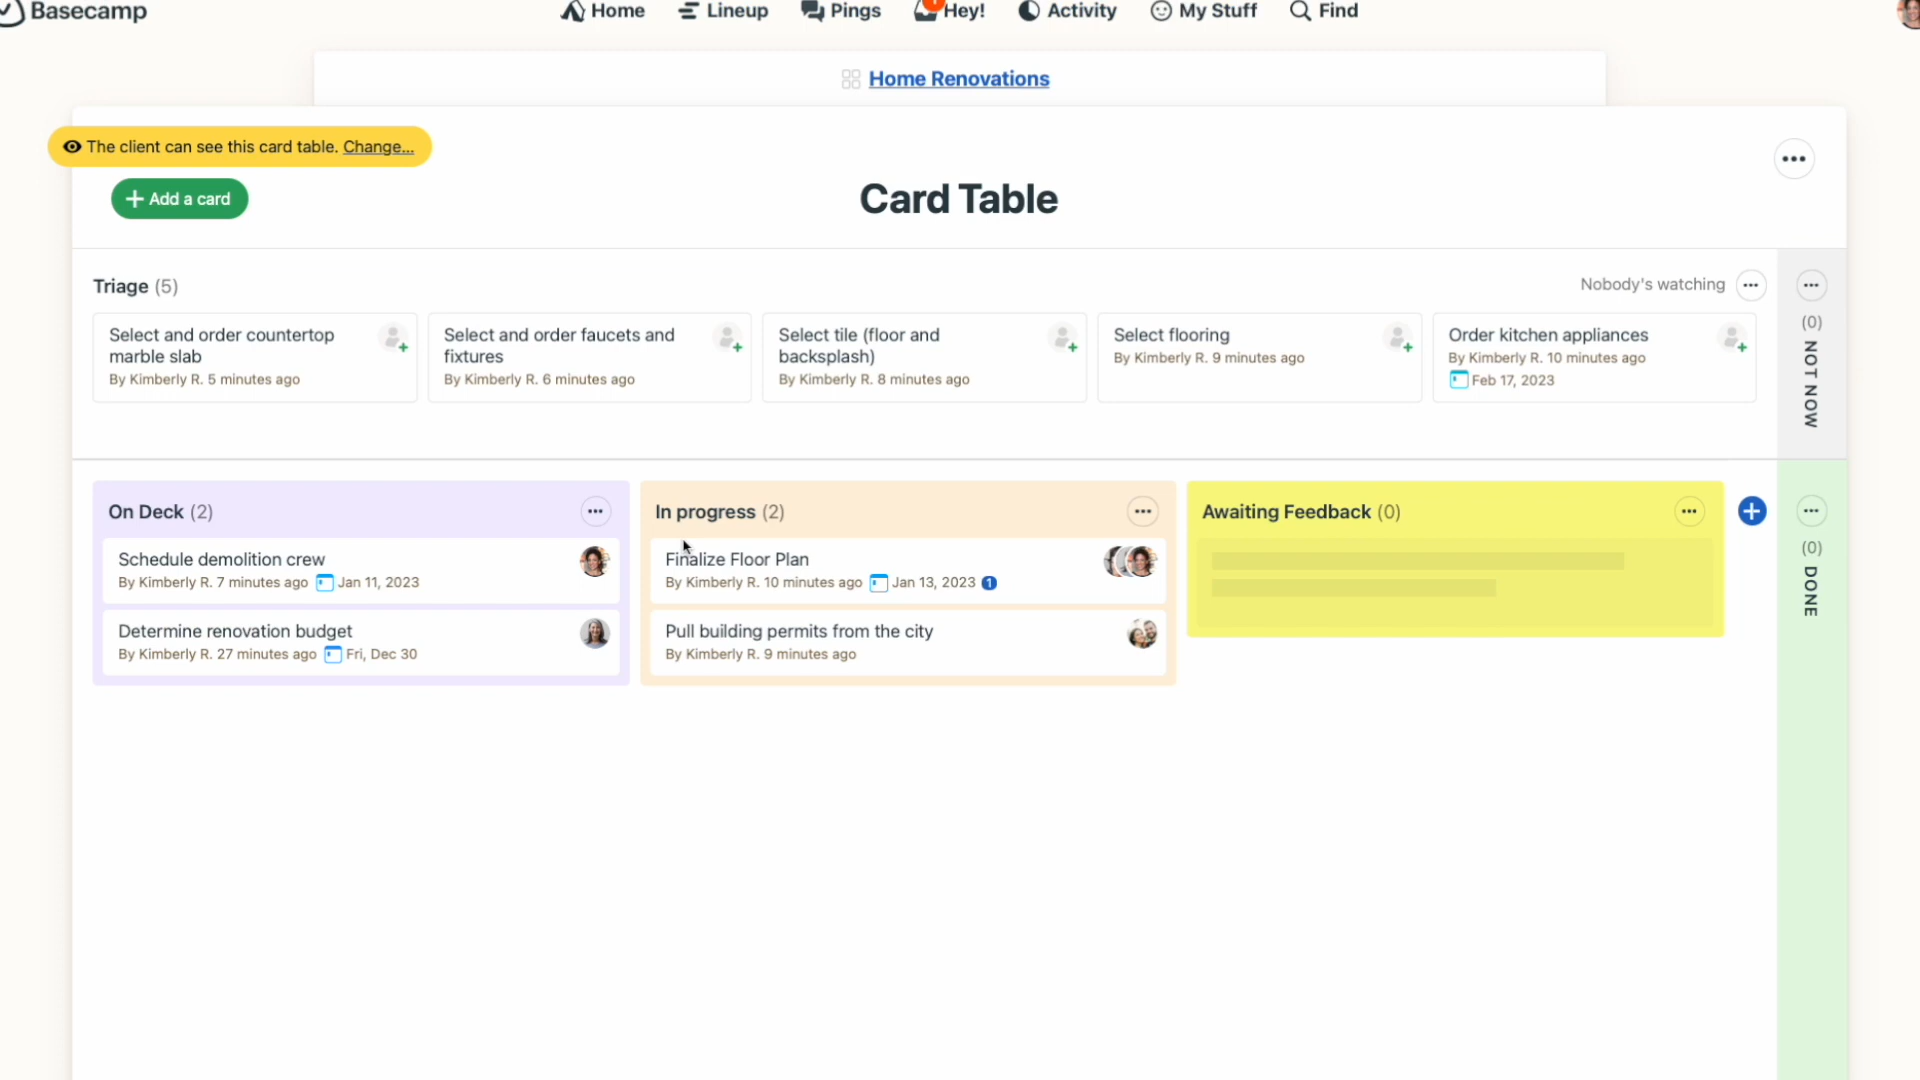 Basecamp
Home
Lineup
Pings
Hey!
Activity
My Stuff
Find
Home Renovations
The client can see this card table. Change...
Add a card
Card Table
Triage (5)
Nobody's watching
Select and order countertop
marble slab
By Kimberly R. 5 minutes ago
Select and order faucets and
fixtures
By Kimberly R. 6 minutes ago
Select tile (floor and
backsplash)
By Kimberly R. 8 minutes ago
Select flooring
By Kimberly R. 9 minutes ago
Order kitchen appliances
By Kimberly R. 10 minutes ago
Feb 17, 2023
(0) NOT NOW
On Deck (2)
Schedule demolition crew
By Kimberly R. 7 minutes ago Jan 11, 2023
Determine renovation budget
By Kimberly R. 27 minutes ago Fri, Dec 30
In progress (2)
Finalize Floor Plan
By Kimberly R. 10 minutes ago Jan 13, 2023 1
Pull building permits from the city
By Kimberly R. 9 minutes ago
Awaiting Feedback (0)
(0) DONE